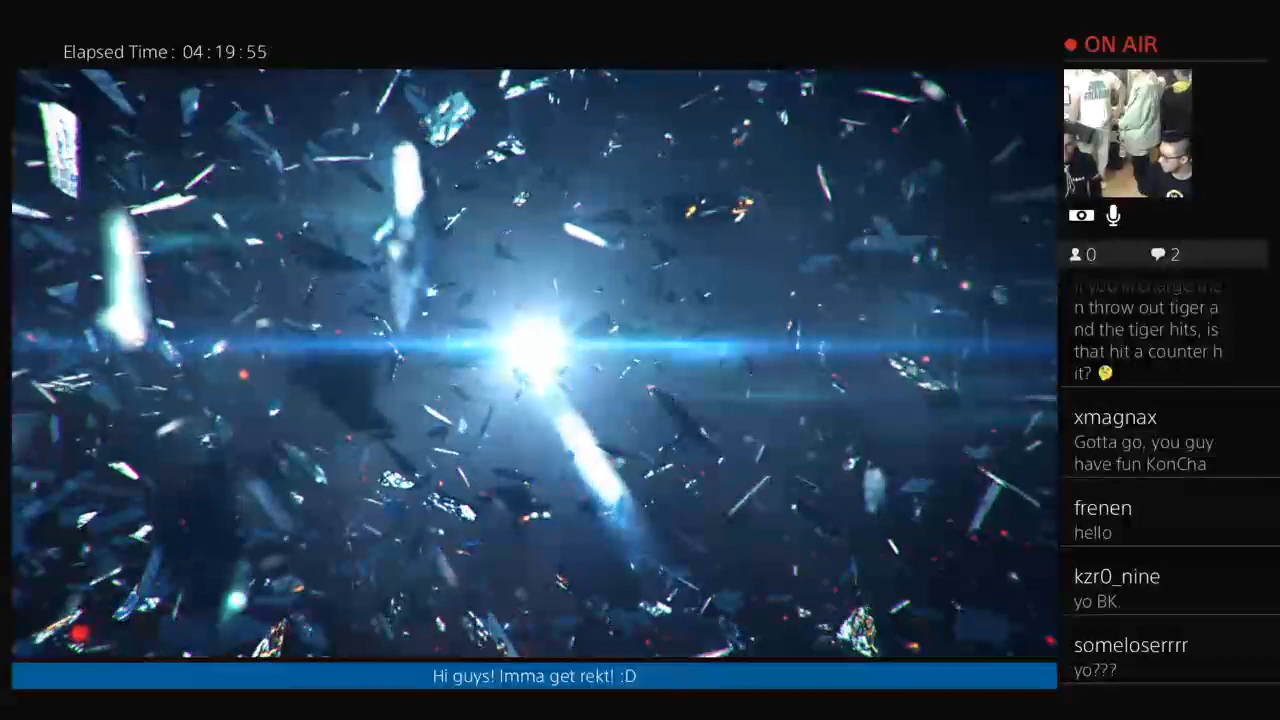 Elapsed Time: 04:19:55
ON AIR
0
2
if you v
n throw out tiger a
nd the tiger hits, is
that hit a counter h
it? 🤔
xmagnax
Gotta go, you guy
have fun KonCha
frenen
hello
kzr0_nine
yo BK.
someloserrrr
yo???
Hi guys! Imma get rekt! :D